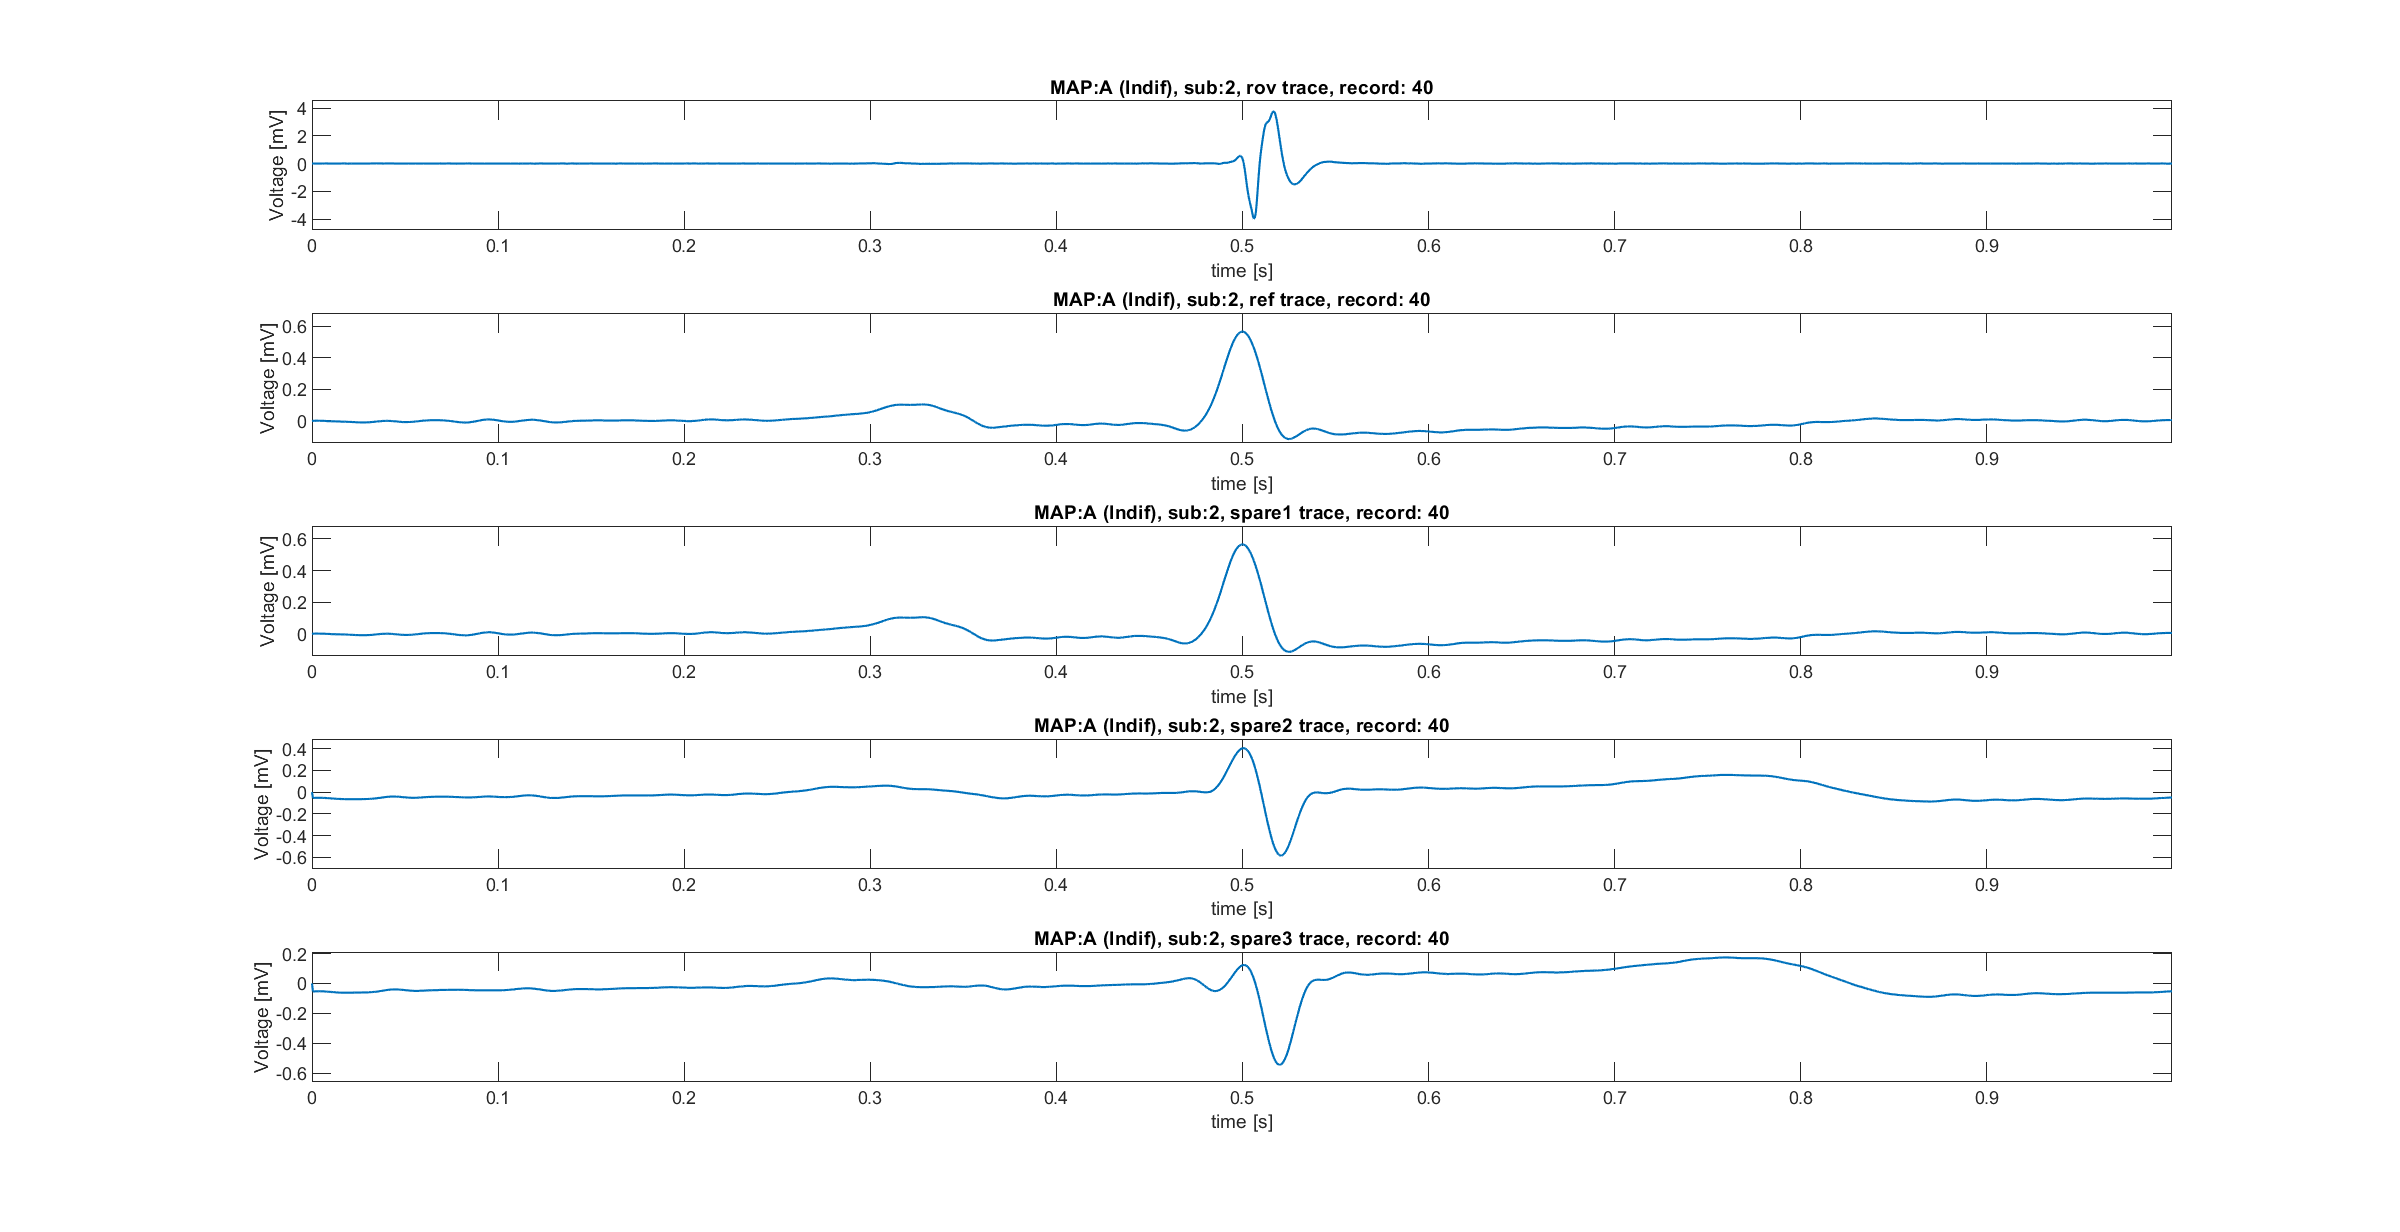 MAP:A (Indif), sub:2, rov trace, record: 40
Voltage [mV]
4
2
0
-2
-4
0 0.1 0.2 0.3 0.4 0.5 0.6 0.7 0.8 0.9
time [s]
MAP:A (Indif), sub:2, ref trace, record: 40
Voltage [mV]
0.6
0.4
0.2
0
0 0.1 0.2 0.3 0.4 0.5 0.6 0.7 0.8 0.9
time [s]
MAP:A (Indif), sub:2, spare1 trace, record: 40
Voltage [mV]
0.6
0.4
0.2
0
0 0.1 0.2 0.3 0.4 0.5 0.6 0.7 0.8 0.9
time [s]
MAP:A (Indif), sub:2, spare2 trace, record: 40
Voltage [mV]
0.4
0.2
0
-0.2
-0.4
-0.6
0 0.1 0.2 0.3 0.4 0.5 0.6 0.7 0.8 0.9
time [s]
MAP:A (Indif), sub:2, spare3 trace, record: 40
Voltage [mV]
0.2
0
-0.2
-0.4
-0.6
0 0.1 0.2 0.3 0.4 0.5 0.6 0.7 0.8 0.9
time [s]